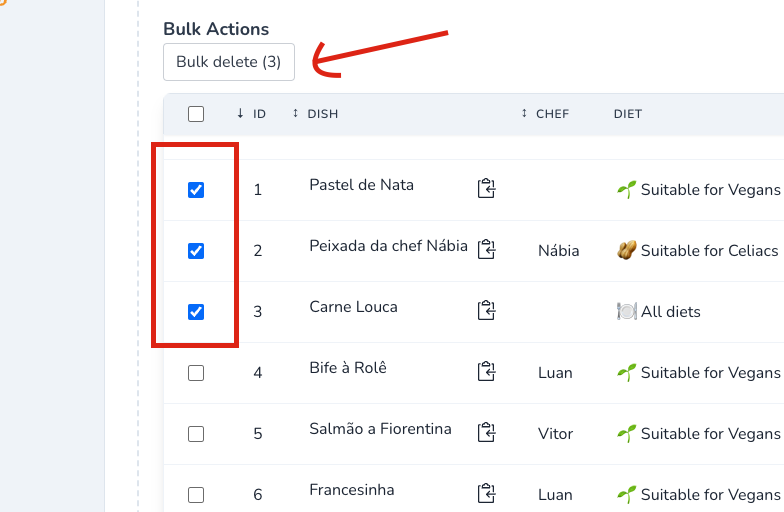 Bulk Actions
Bulk delete (3)
ID DISH CHEF DIET
1 Pastel de Nata Suitable for Vegans
2 Peixada da chef Nábia Nábia Suitable for Celiacs
3 Carne Louca All diets
4 Bife à Rolê Luan Suitable for Vegans
5 Salmão a Fiorentina Vitor Suitable for Vegans
6 Francesinha Luan Suitable for Vegans